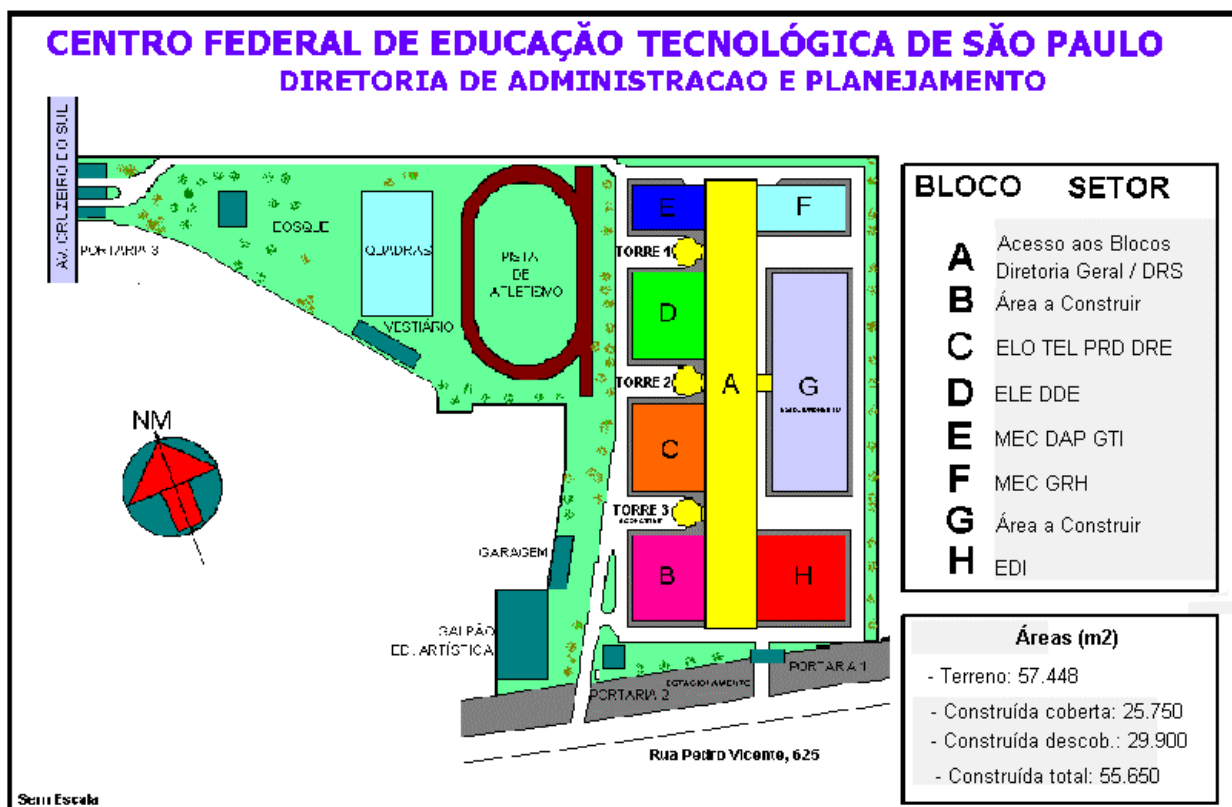 CENTRO FEDERAL DE EDUCAÇÃO TECNOLÓGICA DE SÃO PAULO
DIRETORIA DE ADMINISTRACAO E PLANEJAMENTO
AV. CRUZEIRO DO SUL
PORTARIA 3
BOSQUE
QUADRAS
VESTIÁRIO
PISTA
DE
ATLETISMO
TORRE 1
TORRE 2
TORRE 3
E
F
D
A
G
C
B
H
NM
GARAGEM
GALPÃO
ED. ARTÍSTICA
ESTACIONAMENTO
PORTARIA 1
PORTARIA 2
Rua Pedro Vicente, 625
Sem Escala
BLOCO SETOR
A Acesso aos Blocos
Diretoria Geral / DRS
B Área a Construir
C ELO TEL PRD DRE
D ELE DDE
E MEC DAP GTI
F MEC GRH
G Área a Construir
H EDI
Áreas (m2)
- Terreno: 57.448
- Construída coberta: 25.750
- Construída descob.: 29.900
- Construída total: 55.650